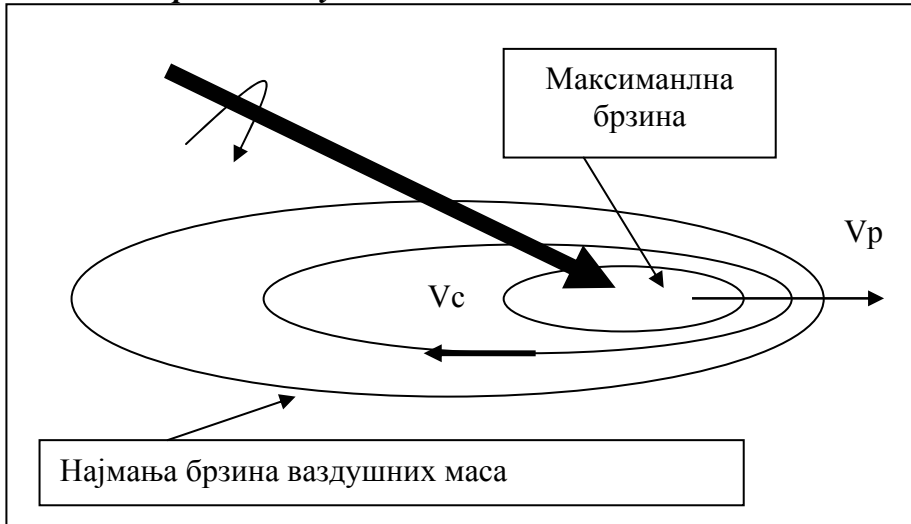 Максиманлна
брзина
Vp
Vc
Најмања брзина ваздушних маса